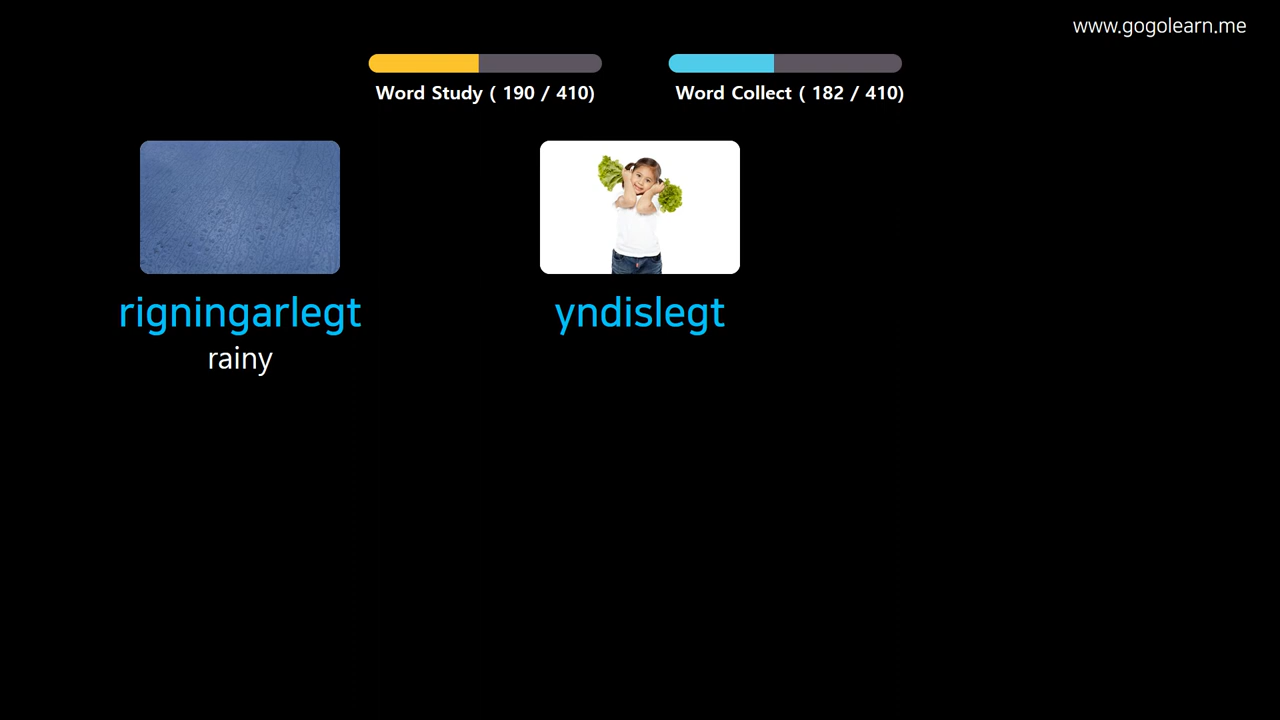 www.gogolearn.me
Word Study ( 190 / 410)
Word Collect ( 182 / 410)
rigningarlegt
rainy
yndislegt